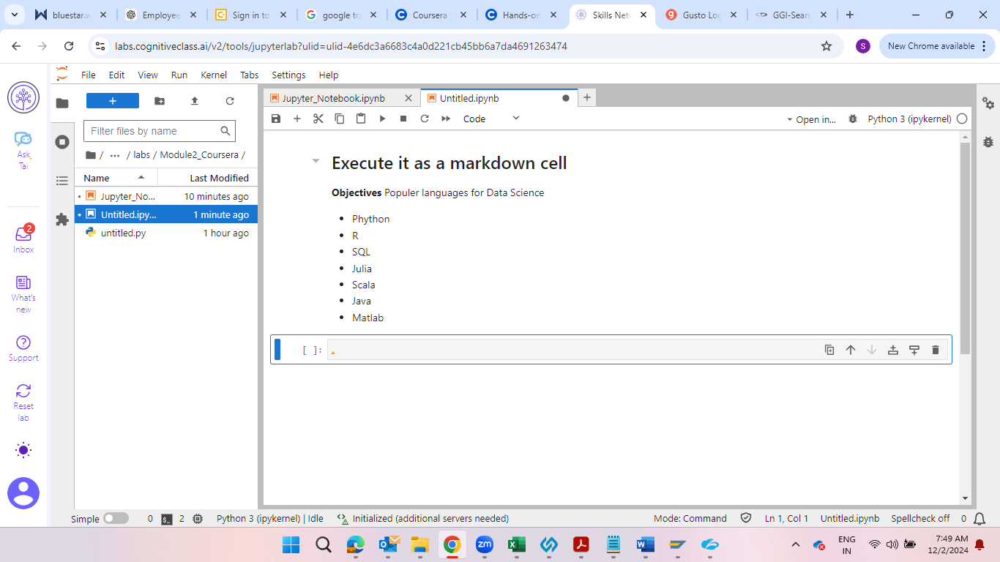 bluestar.w
Employee
Sign in to
google tra
Coursera
Hands-on
Skills Netw
Gusto Log
GGI-Searc
labs.cognitiveclass.ai/v2/tools/jupyterlab?ulid=ulid-4e6dc3a6683c4a0d221cb45bb6a7da4691263474
S
New Chrome available
File Edit View Run Kernel Tabs Settings Help
Ask
Tai
2
Inbox
What's
new
Support
Reset
lab
Filter files by name
/ ··· / labs / Module2_Coursera /
Name Last Modified
Jupyter_No... 10 minutes ago
Untitled.ipy... 1 minute ago
untitled.py 1 hour ago
Jupyter_Notebook.ipynb
Untitled.ipynb
Code
Open in...
Python 3 (ipykernel)
Execute it as a markdown cell
Objectives Populer languages for Data Science
• Phython
• R
• SQL
• Julia
• Scala
• Java
• Matlab
[ ]:
Simple 0 $_ 2 Python 3 (ipykernel) | Idle Initialized (additional servers needed) Mode: Command Ln 1, Col 1 Untitled.ipynb Spellcheck off 0
zm
ENG
IN
7:49 AM
12/2/2024